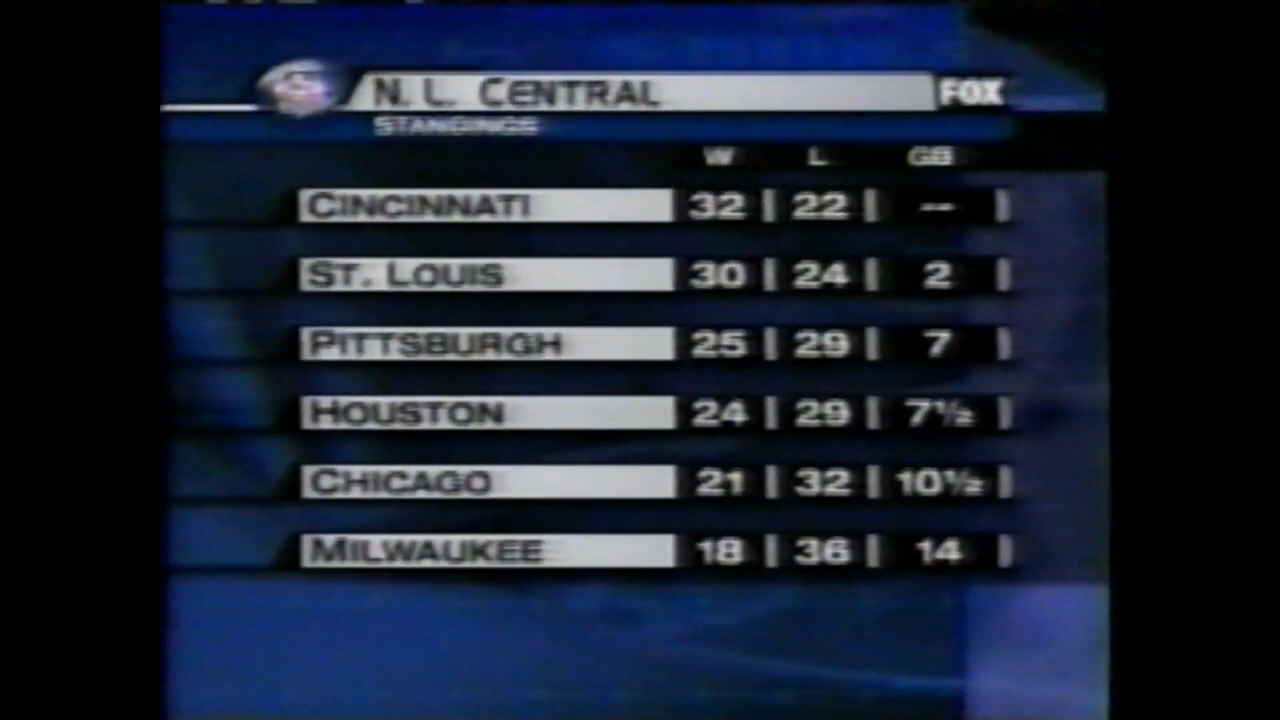 N. L. CENTRAL FOX
STANDINGS
W L GB
CINCINNATI 32 22 --
ST. LOUIS 30 24 2
PITTSBURGH 25 29 7
HOUSTON 24 29 7½
CHICAGO 21 32 10½
MILWAUKEE 18 36 14